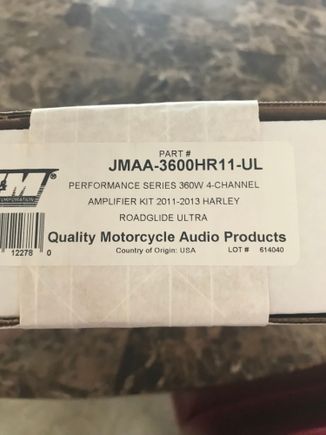 PART #
JMAA-3600HR11-UL
PERFORMANCE SERIES 360W 4-CHANNEL
AMPLIFIER KIT 2011-2013 HARLEY
ROADGLIDE ULTRA
Quality Motorcycle Audio Products
12278 0
Country of Origin: USA LOT # 614040